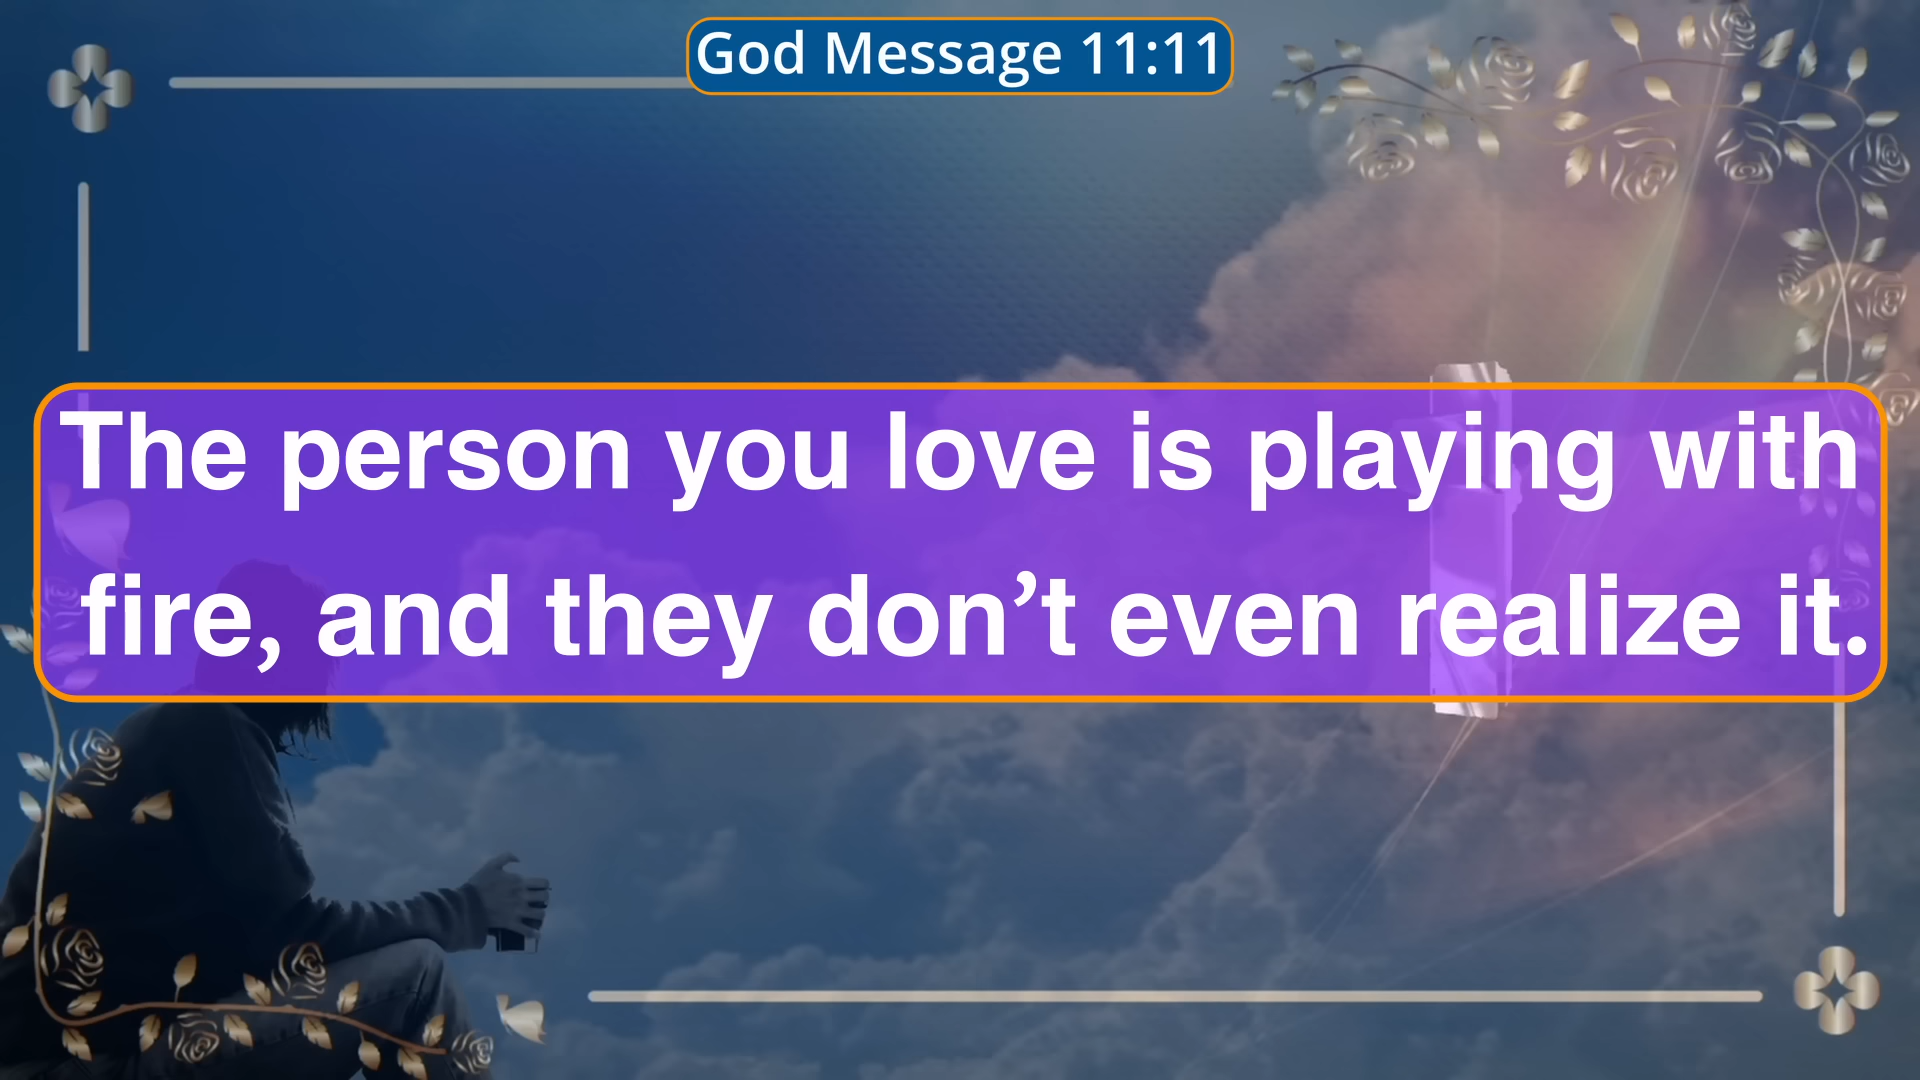 God Message 11:11
The person you love is playing with
fire, and they don’t even realize it.